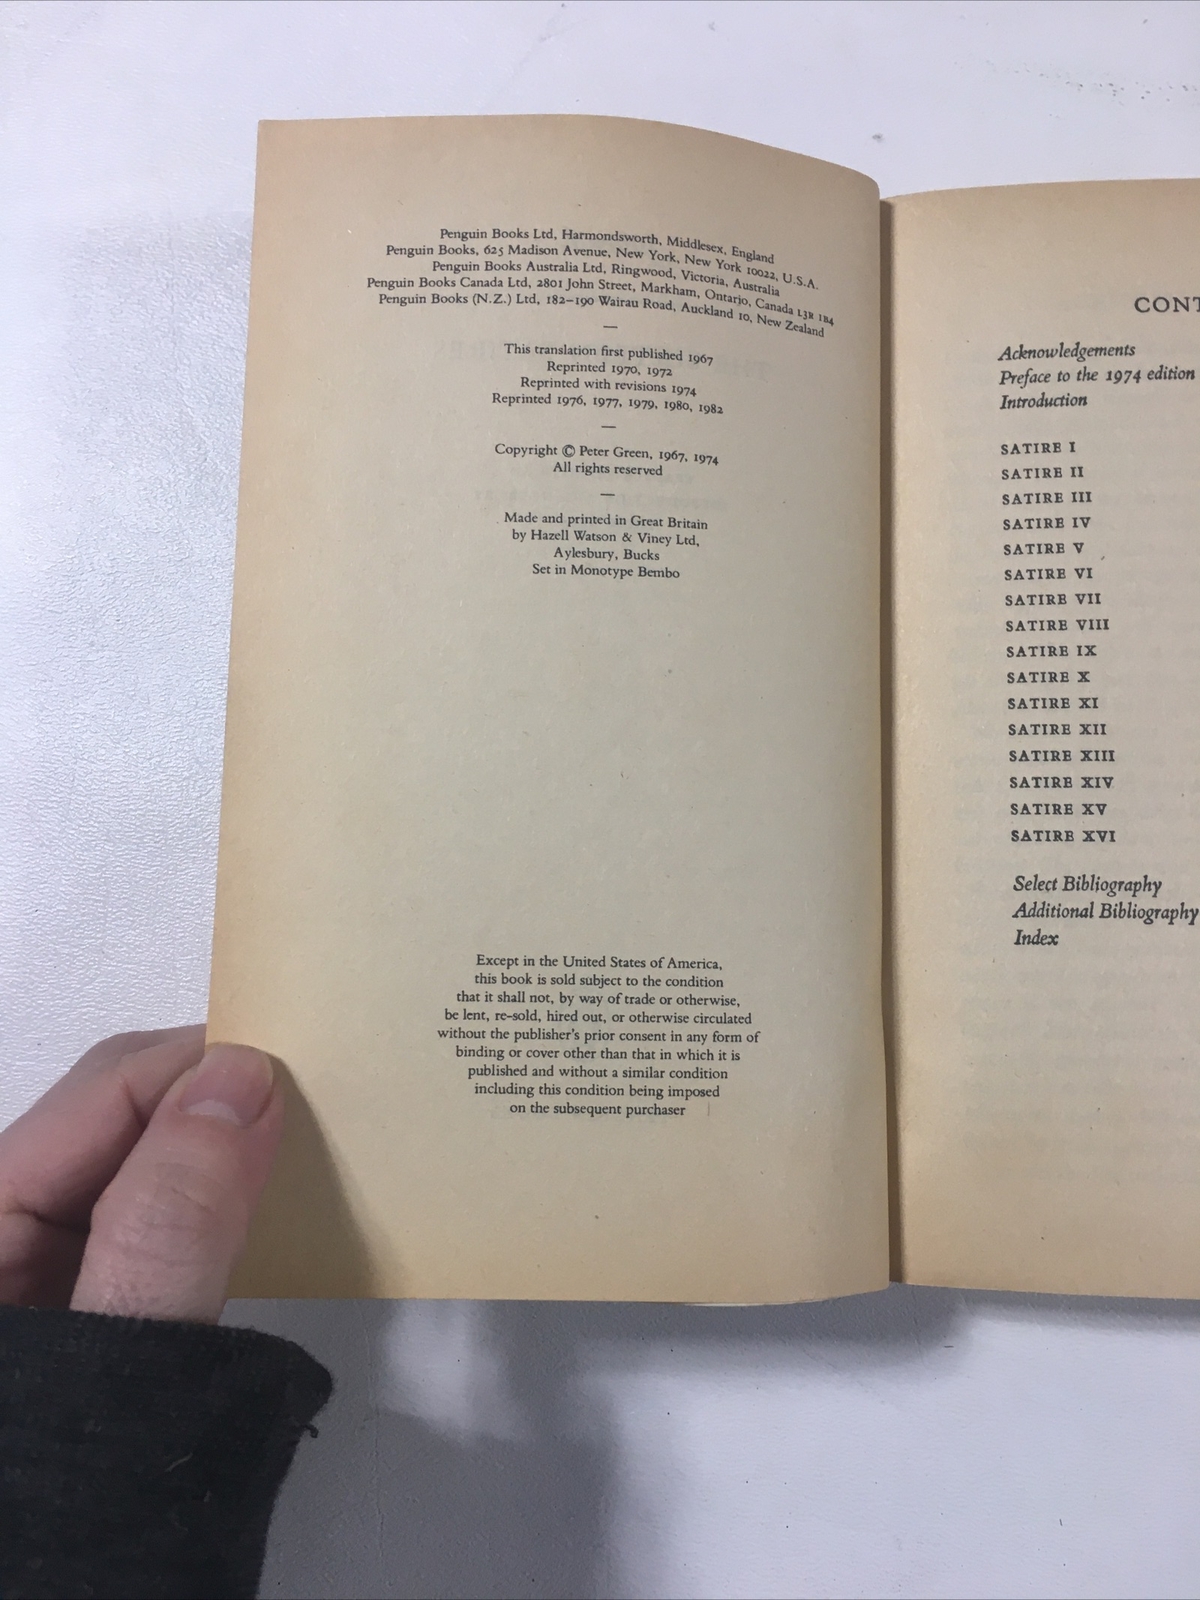 Penguin Books Ltd, Harmondsworth, Middlesex, England
Penguin Books, 625 Madison Avenue, New York, New York 10022, U.S.A.
Penguin Books Australia Ltd, Ringwood, Victoria, Australia
Penguin Books Canada Ltd, 2801 John Street, Markham, Ontario, Canada L3R 1B4
Penguin Books (N.Z.) Ltd, 182–190 Wairau Road, Auckland 10, New Zealand
—
This translation first published 1967
Reprinted 1970, 1972
Reprinted with revisions 1974
Reprinted 1976, 1977, 1979, 1980, 1982
—
Copyright © Peter Green, 1967, 1974
All rights reserved
—
Made and printed in Great Britain
by Hazell Watson & Viney Ltd,
Aylesbury, Bucks
Set in Monotype Bembo
Except in the United States of America,
this book is sold subject to the condition
that it shall not, by way of trade or otherwise,
be lent, re-sold, hired out, or otherwise circulated
without the publisher's prior consent in any form of
binding or cover other than that in which it is
published and without a similar condition
including this condition being imposed
on the subsequent purchaser
CONT
Acknowledgements
Preface to the 1974 edition
Introduction
SATIRE I
SATIRE II
SATIRE III
SATIRE IV
SATIRE V
SATIRE VI
SATIRE VII
SATIRE VIII
SATIRE IX
SATIRE X
SATIRE XI
SATIRE XII
SATIRE XIII
SATIRE XIV
SATIRE XV
SATIRE XVI
Select Bibliography
Additional Bibliography
Index